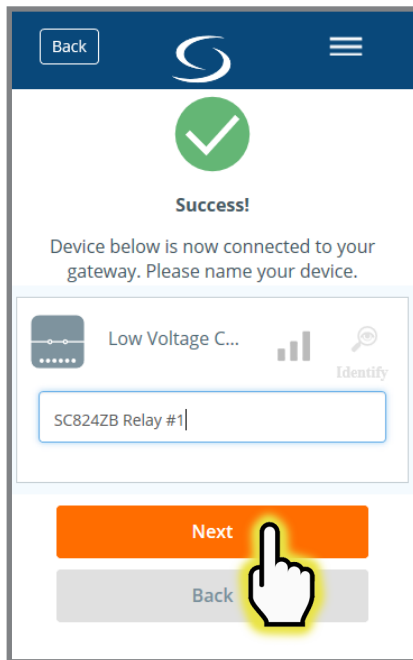 Back
Success!
Device below is now connected to your
gateway. Please name your device.
Low Voltage C...
Identify
SC824ZB Relay #1
Next
Back